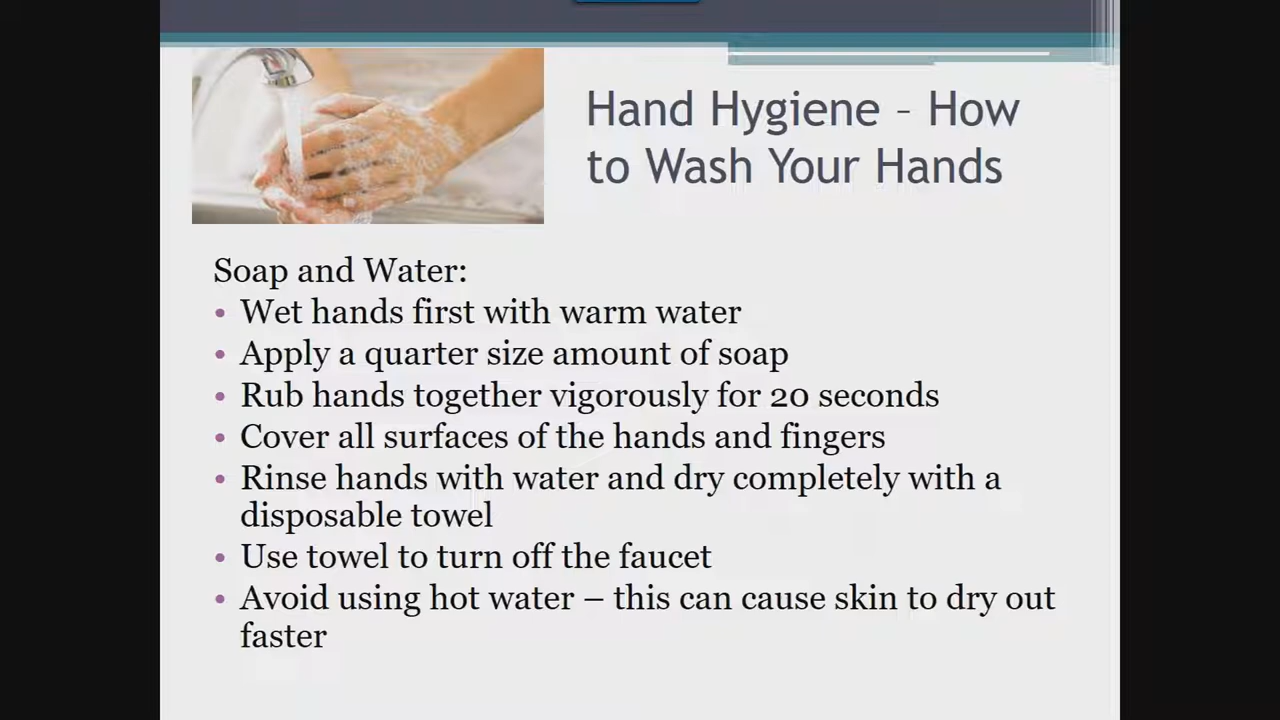 Hand Hygiene – How
to Wash Your Hands
Soap and Water:
• Wet hands first with warm water
• Apply a quarter size amount of soap
• Rub hands together vigorously for 20 seconds
• Cover all surfaces of the hands and fingers
• Rinse hands with water and dry completely with a
disposable towel
• Use towel to turn off the faucet
• Avoid using hot water – this can cause skin to dry out
faster